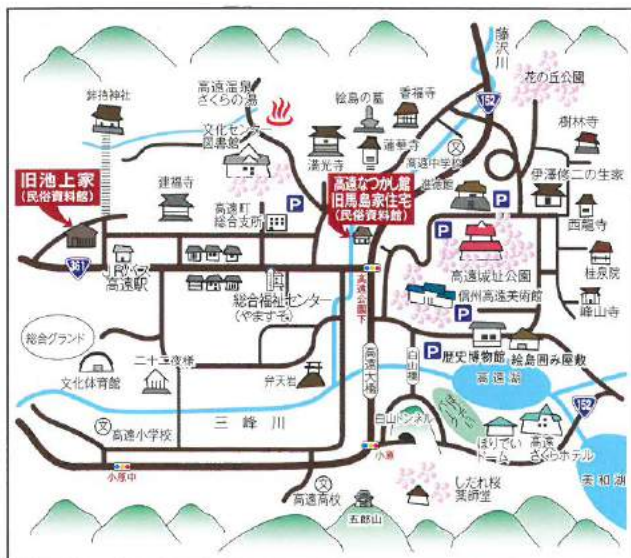 藤沢川
花の丘公園
高遠温泉
さくらの湯
絵島の墓
香福寺
152
鉾持神社
樹林寺
文化センター
図書館
満光寺
蓮華寺
文
高遠中学校
進徳館
伊澤修二の生家
旧池上家
(民俗資料館)
建福寺
高遠町
総合支所
P
高遠なつかし館
旧馬島家住宅
(民俗資料館)
P
西龍寺
高遠城址公園
桂泉院
361
JRバス
高遠駅
総合福祉センター
(やますそ)
高遠公園下
P
信州高遠美術館
峰山寺
総合グランド
文化体育館
二十二夜様
弁天岩
高遠大橋
白山橋
P
歴史博物館
絵島囲み屋敷
高遠湖
三峰川
152
文
高遠小学校
白山トンネル
小原
ほりでい
ドーム
高遠
さくらホテル
美和湖
小原中
文
高遠高校
五郎山
しだれ桜
薬師堂